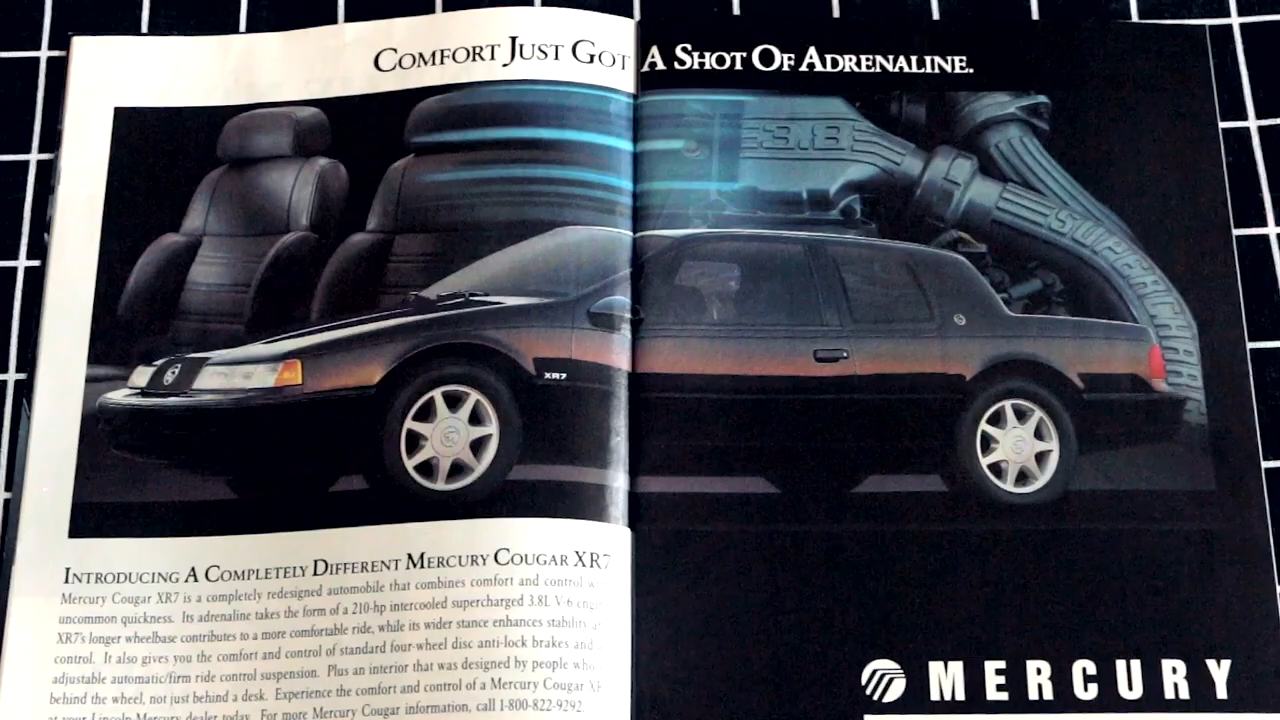 COMFORT JUST GOT A SHOT OF ADRENALINE.
3.8
SUPERCHARGED
XR7
INTRODUCING A COMPLETELY DIFFERENT MERCURY COUGAR XR7
Mercury Cougar XR7 is a completely redesigned automobile that combines comfort and control
uncommon quickness. Its adrenaline takes the form of a 210-hp intercooled supercharged 3.8L V-6
XR7's longer wheelbase contributes to a more comfortable ride, while its wider stance enhances stability
control. It also gives you the comfort and control of standard four-wheel disc anti-lock brakes and
adjustable automatic/firm ride control suspension. Plus an interior that was designed by people who
behind the wheel, not just behind a desk. Experience the comfort and control of a Mercury Cougar
at your Lincoln-Mercury dealer today. For more Mercury Cougar information, call 1-800-822-9292.
MERCURY